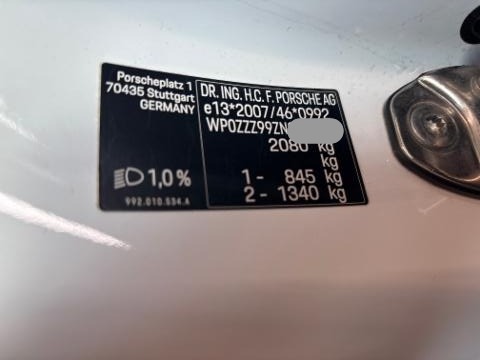 Porscheplatz 1
70435 Stuttgart
GERMANY
1,0 %
992.010.534.A
DR. ING. H.C. F. PORSCHE AG
e13*2007/46*0992
WP0ZZZ99ZN
2080 kg
kg
1 - 845 kg
2 - 1340 kg